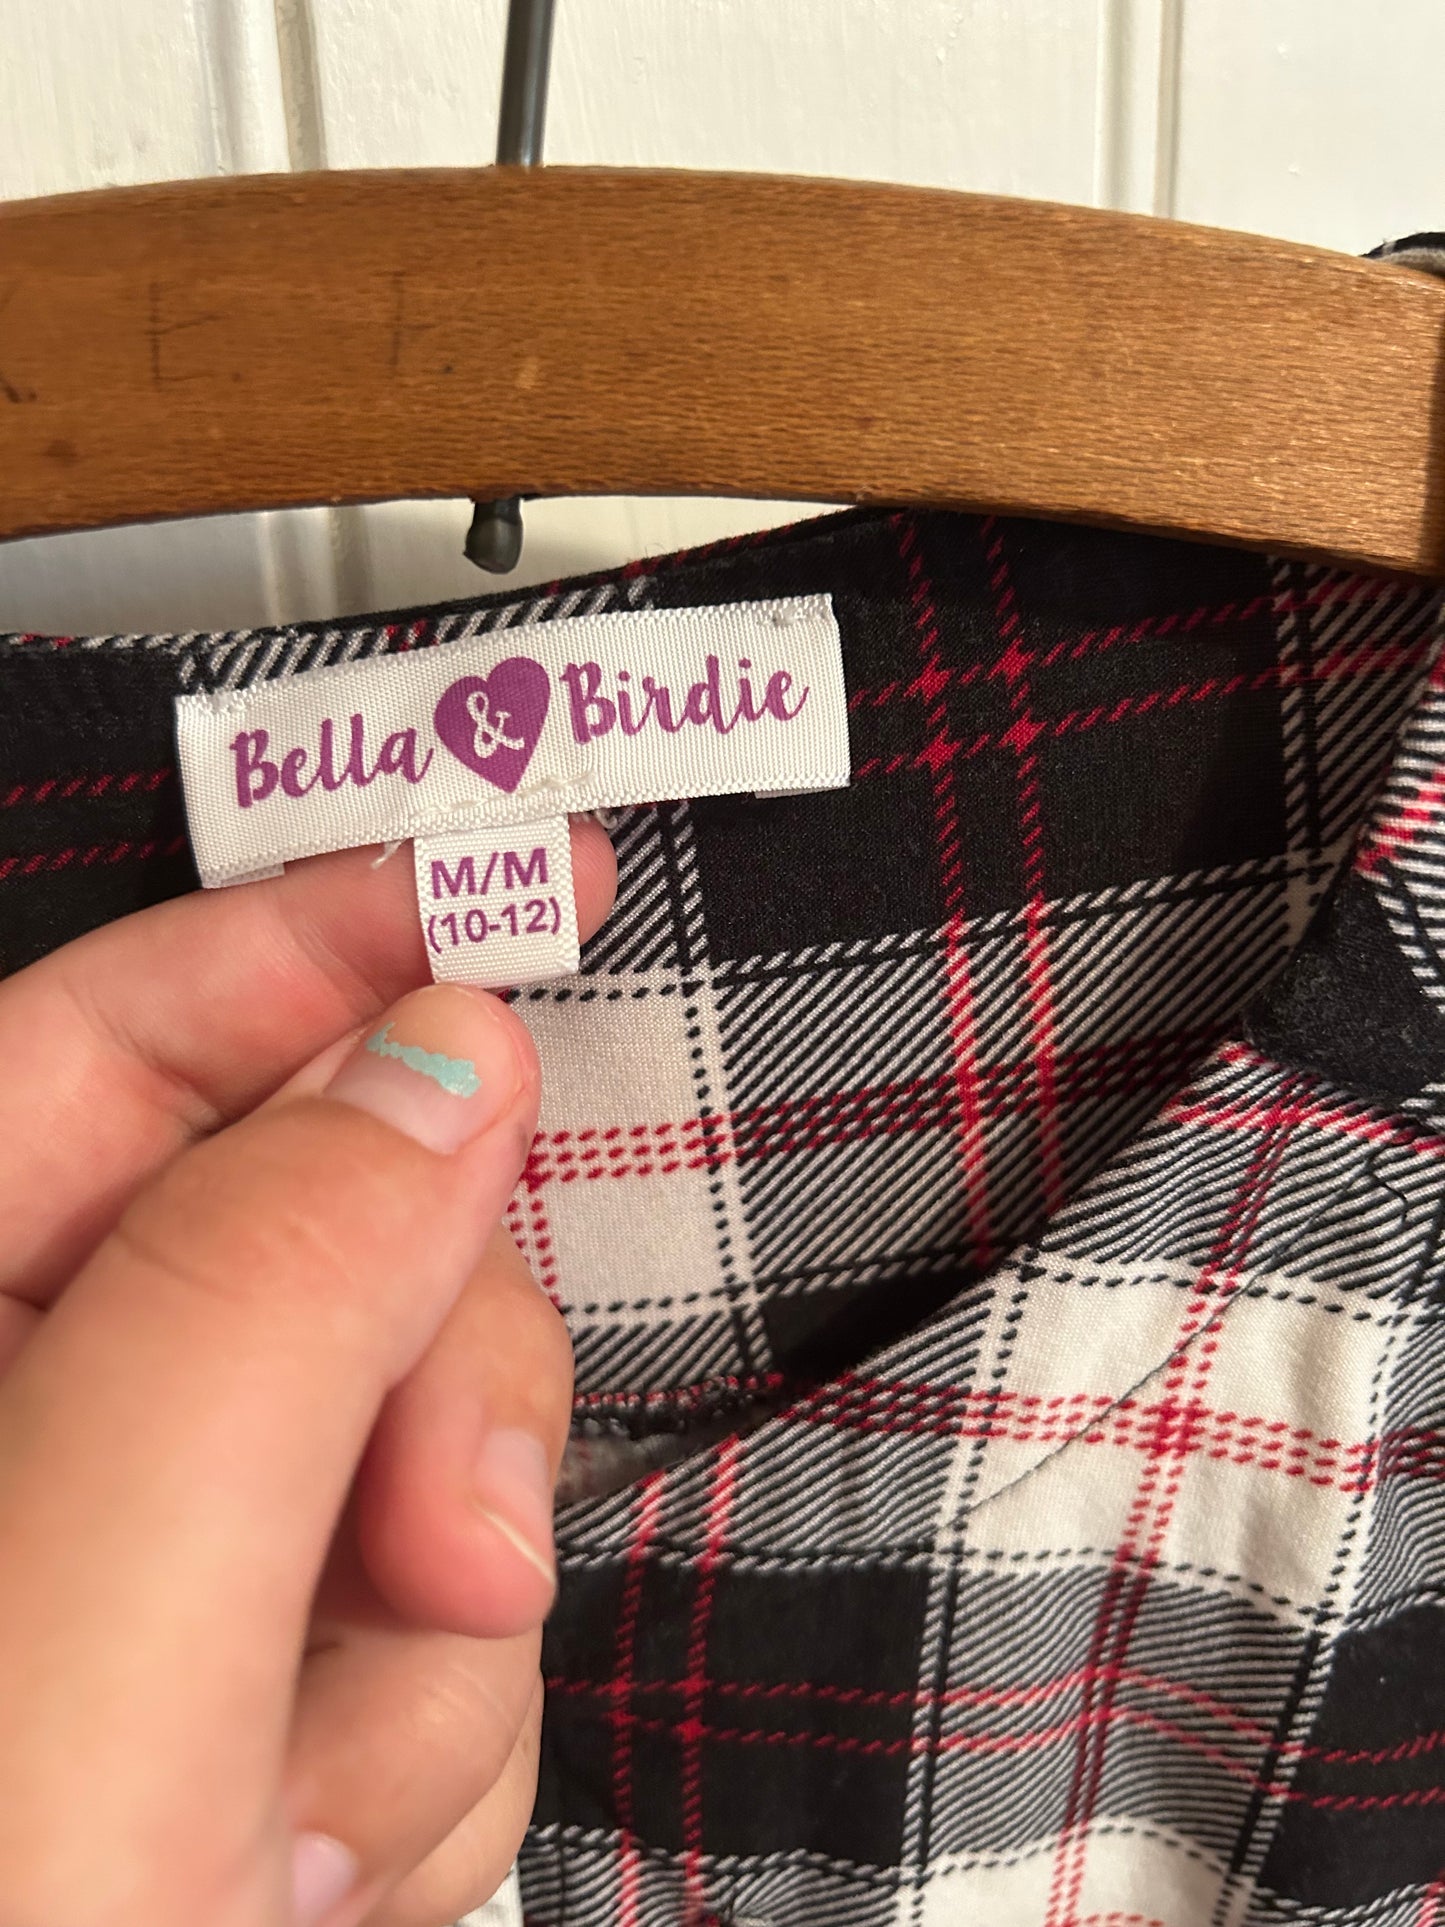 Bella & Birdie
M/M
(10-12)